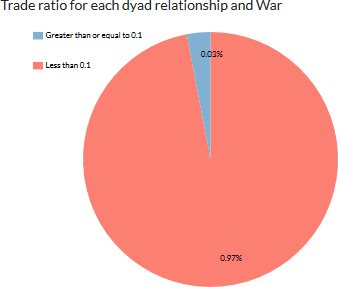 Trade ratio for each dyad relationship and War
Greater than or equal to 0.1
Less than 0.1
0.03%
0.97%